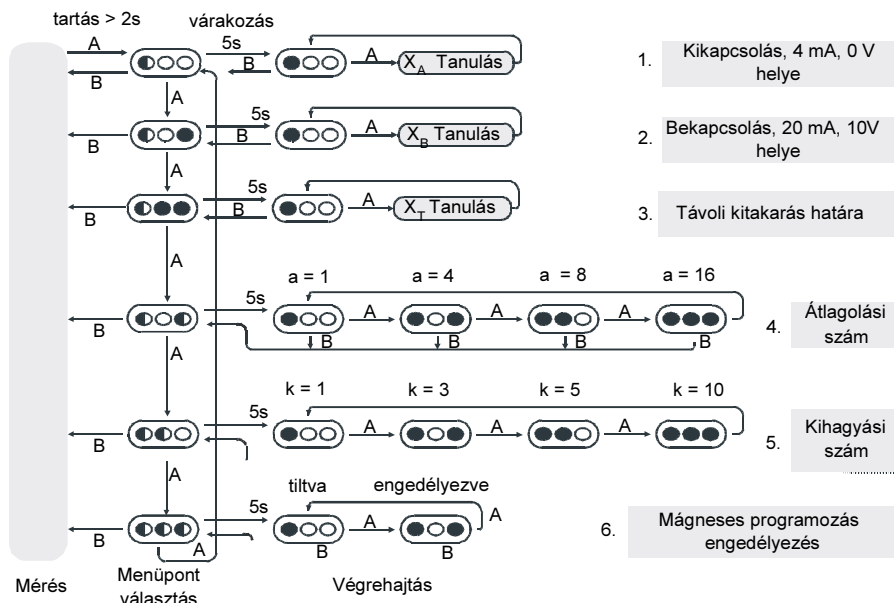 tartás > 2s
várakozás
A
5s
B
B
A
X_A Tanulás
1. Kikapcsolás, 4 mA, 0 V
helye
A
5s
B
B
A
X_B Tanulás
2. Bekapcsolás, 20 mA, 10V
helye
A
5s
B
B
A
X_T Tanulás
3. Távoli kitakarás határa
A
a = 1
a = 4
a = 8
a = 16
5s
B
A
A
A
B
B
B
B
4. Átlagolási
szám
A
k = 1
k = 3
k = 5
k = 10
5s
B
A
A
A
5. Kihagyási
szám
A
tiltva
engedélyezve
5s
B
A
A
B
B
A
6. Mágneses programozás
engedélyezés
Mérés
Menüpont
választás
Végrehajtás